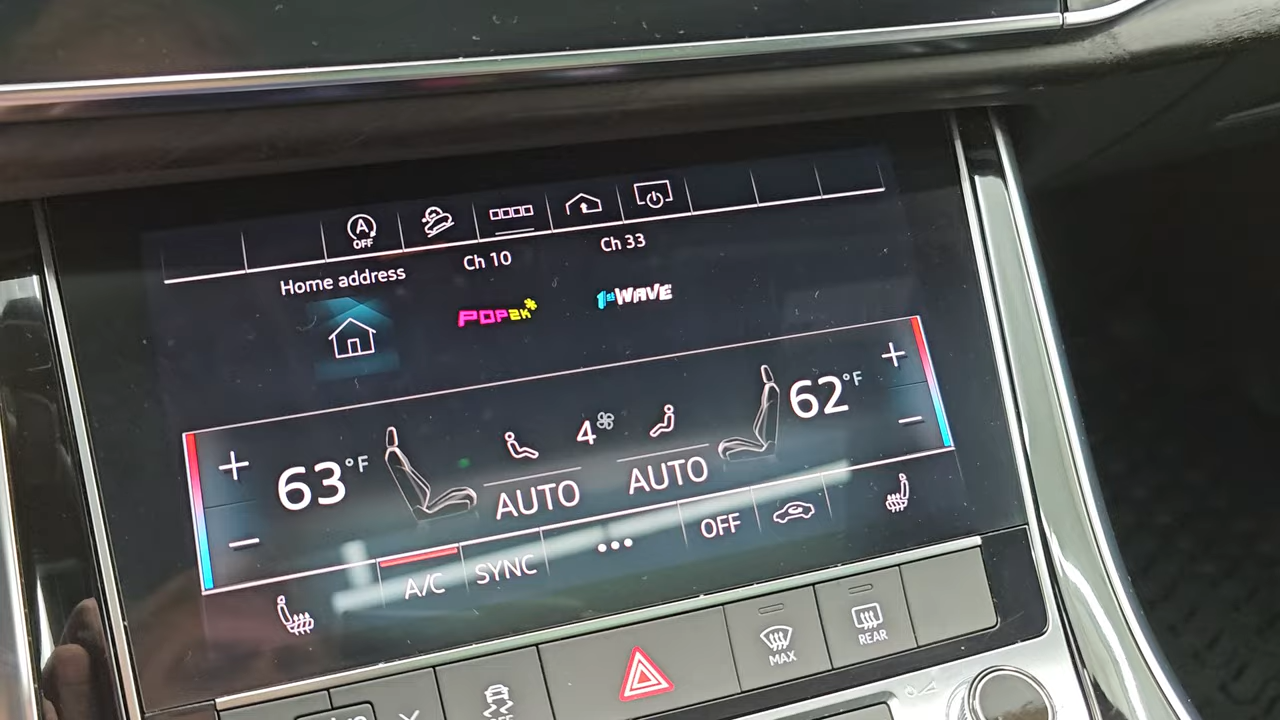 A
OFF
Home address
Ch 10
Ch 33
POP2K*
1st WAVE
63°F
4
62°F
AUTO
AUTO
A/C
SYNC
OFF
MAX
REAR